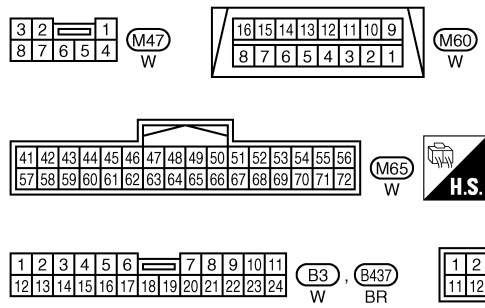 3 2 1
8 7 6 5 4
M47
W
16 15 14 13 12 11 10 9
8 7 6 5 4 3 2 1
M60
W
41 42 43 44 45 46 47 48 49 50 51 52 53 54 55 56
57 58 59 60 61 62 63 64 65 66 67 68 69 70 71 72
M65
W
H.S.
1 2 3 4 5 6 7 8 9 10 11
12 13 14 15 16 17 18 19 20 21 22 23 24
B3 , B437
W BR
1 2
11 12